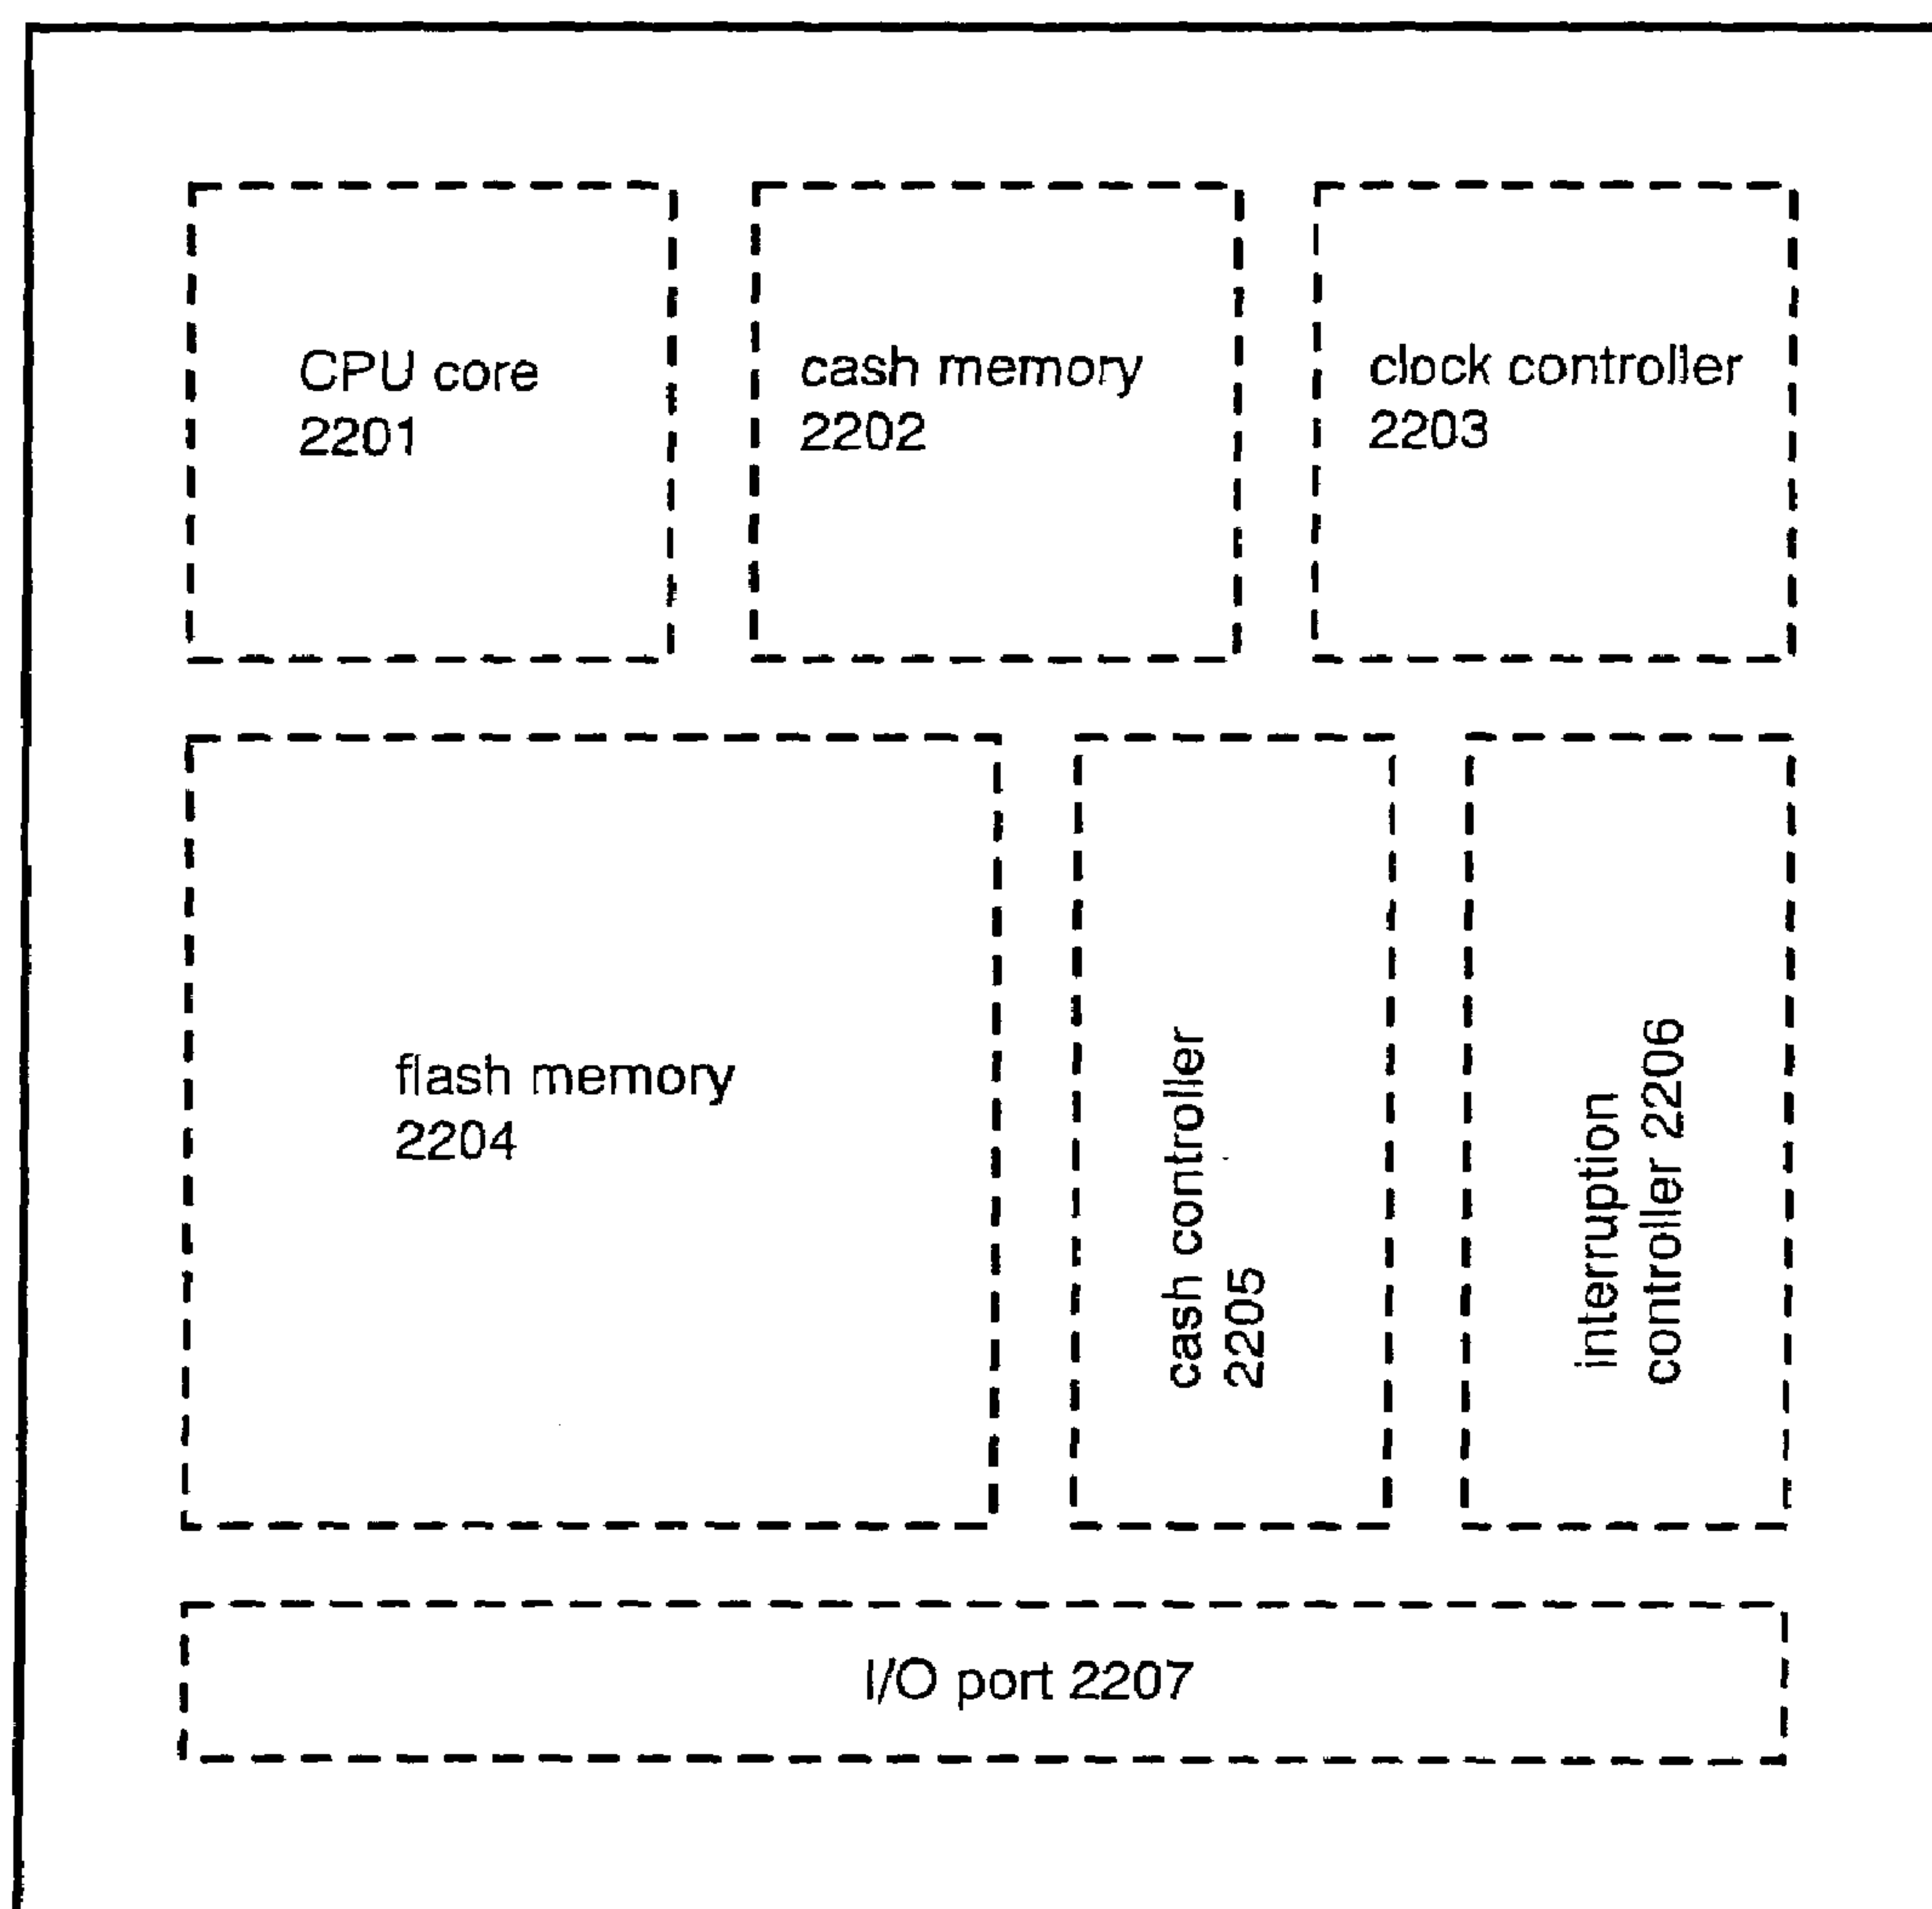 CPU core
2201
cash memory
2202
clock controller
2203
flash memory
2204
cash controller
2205
interruption
controller 2206
I/O port 2207